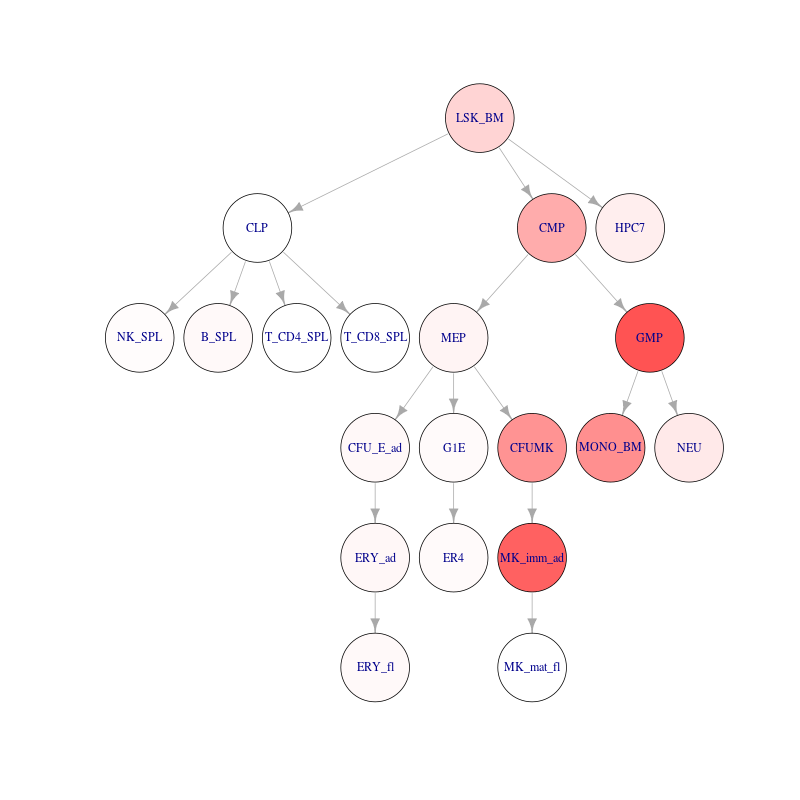 LSK_BM
CLP
CMP
HPC7
NK_SPL
B_SPL
T_CD4_SPL
T_CD8_SPL
MEP
GMP
CFU_E_ad
G1E
CFUMK
MONO_BM
NEU
ERY_ad
ER4
MK_imm_ad
ERY_fl
MK_mat_fl